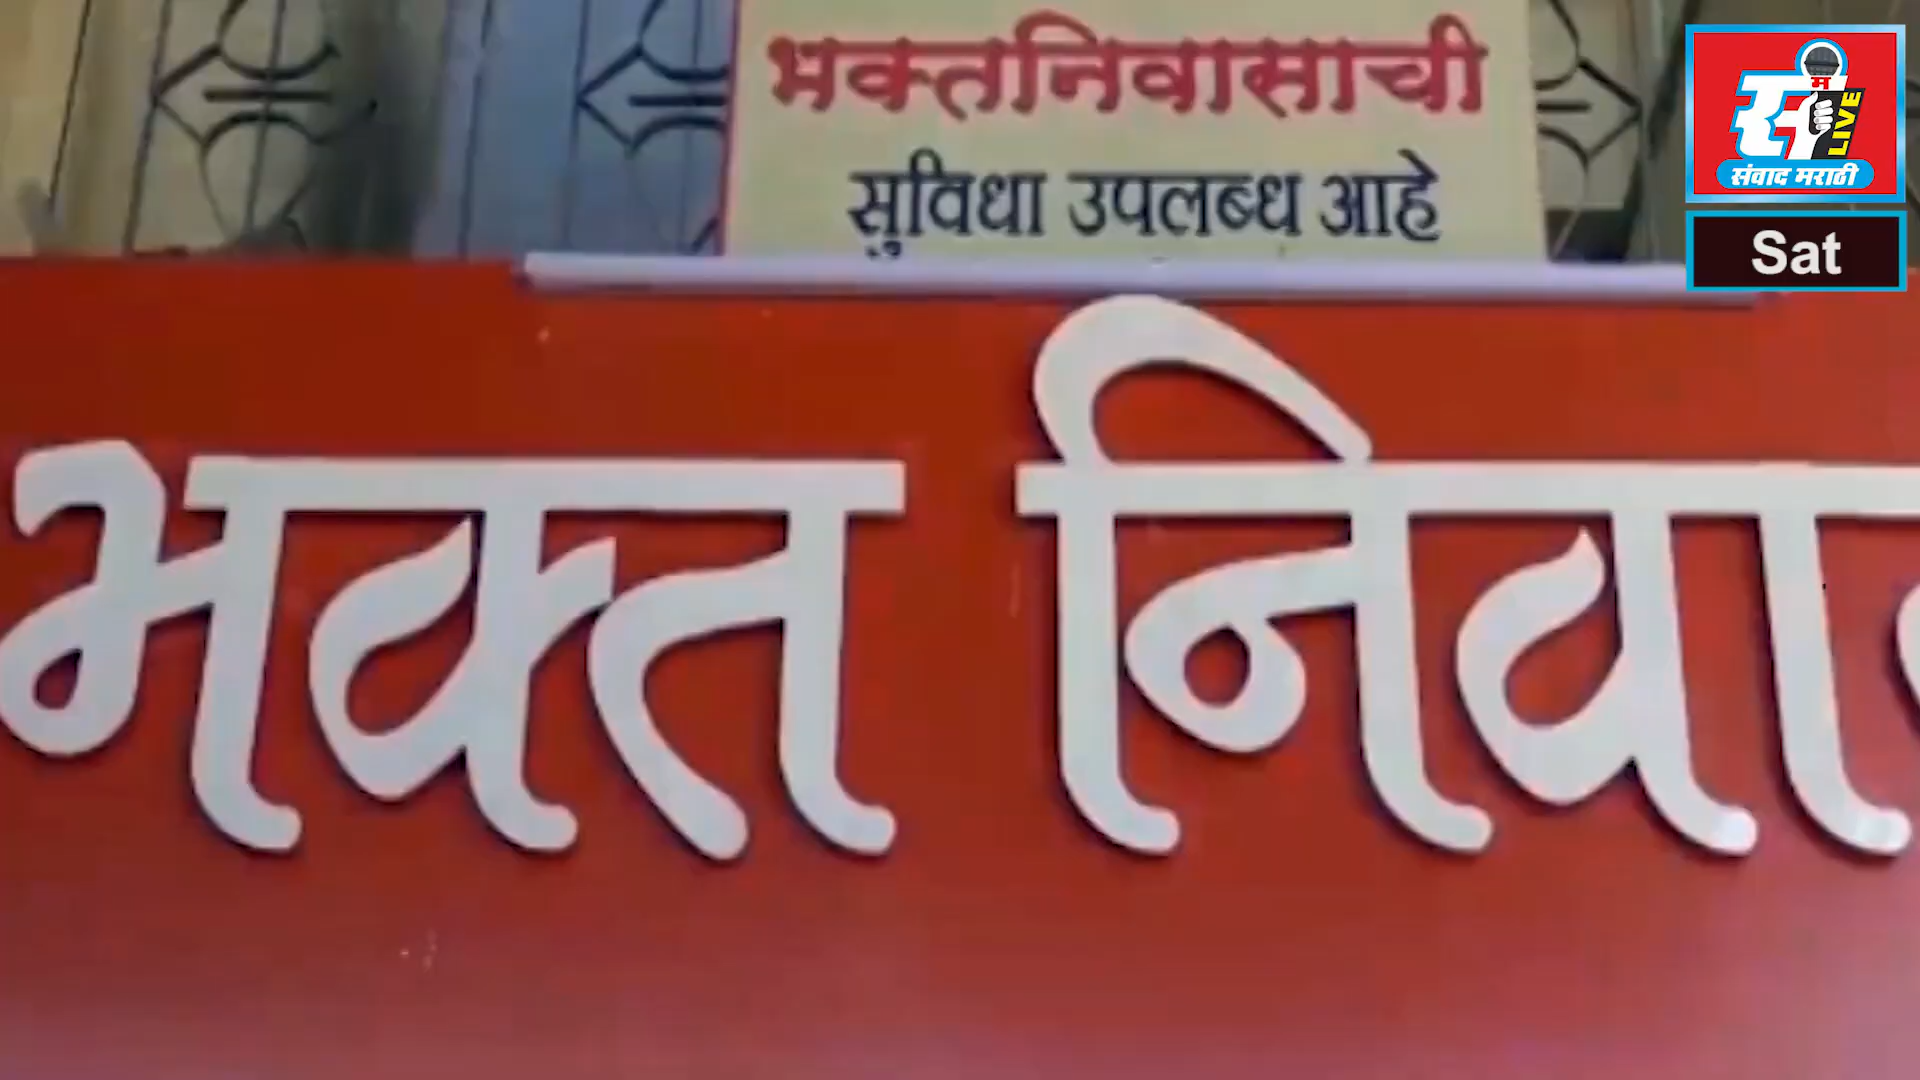 भक्तनिवासाची
सुविधा उपलब्ध आहे
स
म
LIVE
संवाद मराठी
Sat
भक्त निवा